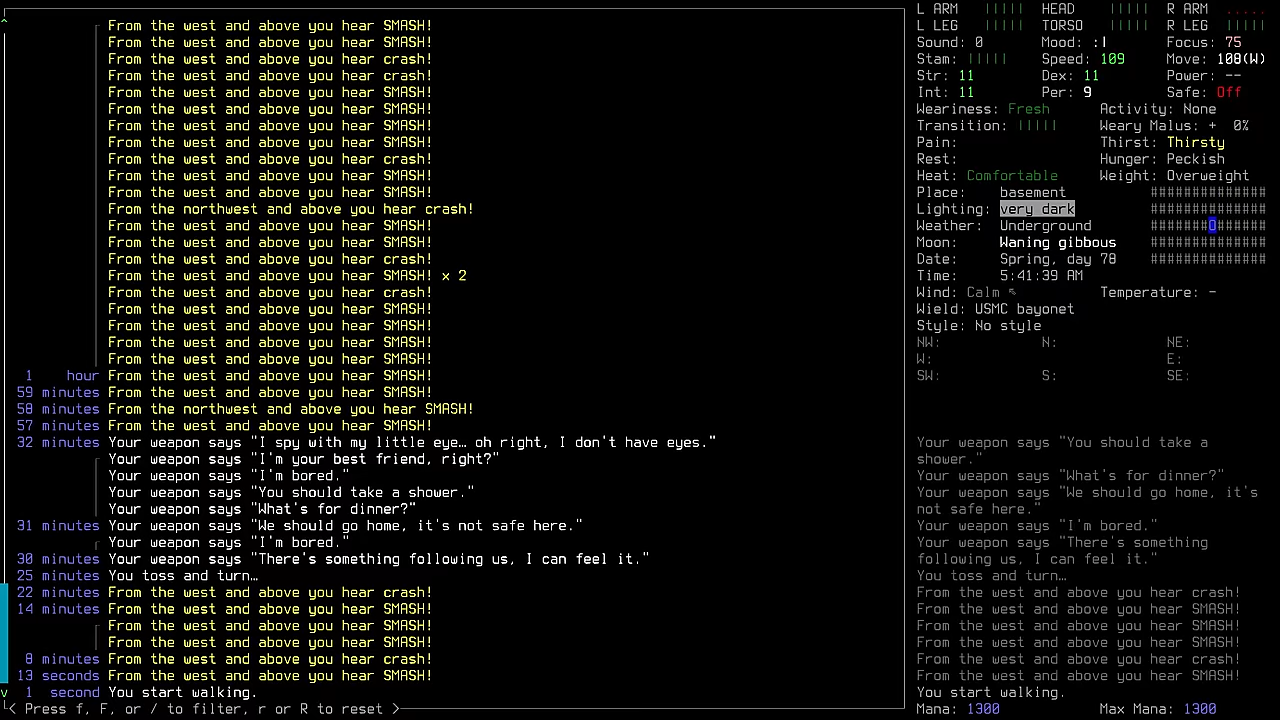 From the west and above you hear SMASH!
From the west and above you hear SMASH!
From the west and above you hear crash!
From the west and above you hear crash!
From the west and above you hear SMASH!
From the west and above you hear SMASH!
From the west and above you hear SMASH!
From the west and above you hear SMASH!
From the west and above you hear crash!
From the west and above you hear SMASH!
From the west and above you hear SMASH!
From the northwest and above you hear crash!
From the west and above you hear SMASH!
From the west and above you hear SMASH!
From the west and above you hear crash!
From the west and above you hear SMASH! x 2
From the west and above you hear crash!
From the west and above you hear SMASH!
From the west and above you hear SMASH!
From the west and above you hear SMASH!
From the west and above you hear SMASH!
1 hour From the west and above you hear SMASH!
59 minutes From the west and above you hear SMASH!
58 minutes From the northwest and above you hear SMASH!
57 minutes From the west and above you hear SMASH!
32 minutes Your weapon says "I spy with my little eye… oh right, I don't have eyes."
Your weapon says "I'm your best friend, right?"
Your weapon says "I'm bored."
Your weapon says "You should take a shower."
Your weapon says "What's for dinner?"
31 minutes Your weapon says "We should go home, it's not safe here."
Your weapon says "I'm bored."
30 minutes Your weapon says "There's something following us, I can feel it."
25 minutes You toss and turn…
22 minutes From the west and above you hear crash!
14 minutes From the west and above you hear SMASH!
From the west and above you hear SMASH!
From the west and above you hear SMASH!
8 minutes From the west and above you hear crash!
13 seconds From the west and above you hear SMASH!
1 second You start walking.
< Press f, F, or / to filter, r or R to reset >
L ARM ||||| HEAD ||||| R ARM .....
L LEG ||||| TORSO ||||| R LEG |||||
Sound: 0 Mood: :| Focus: 75
Stam: ||||| Speed: 109 Move: 108(W)
Str: 11 Dex: 11 Power: --
Int: 11 Per: 9 Safe: Off
Weariness: Fresh Activity: None
Transition: ||||| Weary Malus: + 0%
Pain: Thirst: Thirsty
Rest: Hunger: Peckish
Heat: Comfortable Weight: Overweight
Place: basement ##############
Lighting: very dark ##############
Weather: Underground #######0######
Moon: Waning gibbous ##############
Date: Spring, day 78 ##############
Time: 5:41:39 AM
Wind: Calm ↖ Temperature: -
Wield: USMC bayonet
Style: No style
NW: N: NE:
W: E:
SW: S: SE:
Your weapon says "You should take a
shower."
Your weapon says "What's for dinner?"
Your weapon says "We should go home, it's
not safe here."
Your weapon says "I'm bored."
Your weapon says "There's something
following us, I can feel it."
You toss and turn…
From the west and above you hear crash!
From the west and above you hear SMASH!
From the west and above you hear SMASH!
From the west and above you hear SMASH!
From the west and above you hear crash!
From the west and above you hear SMASH!
You start walking.
Mana: 1300 Max Mana: 1300